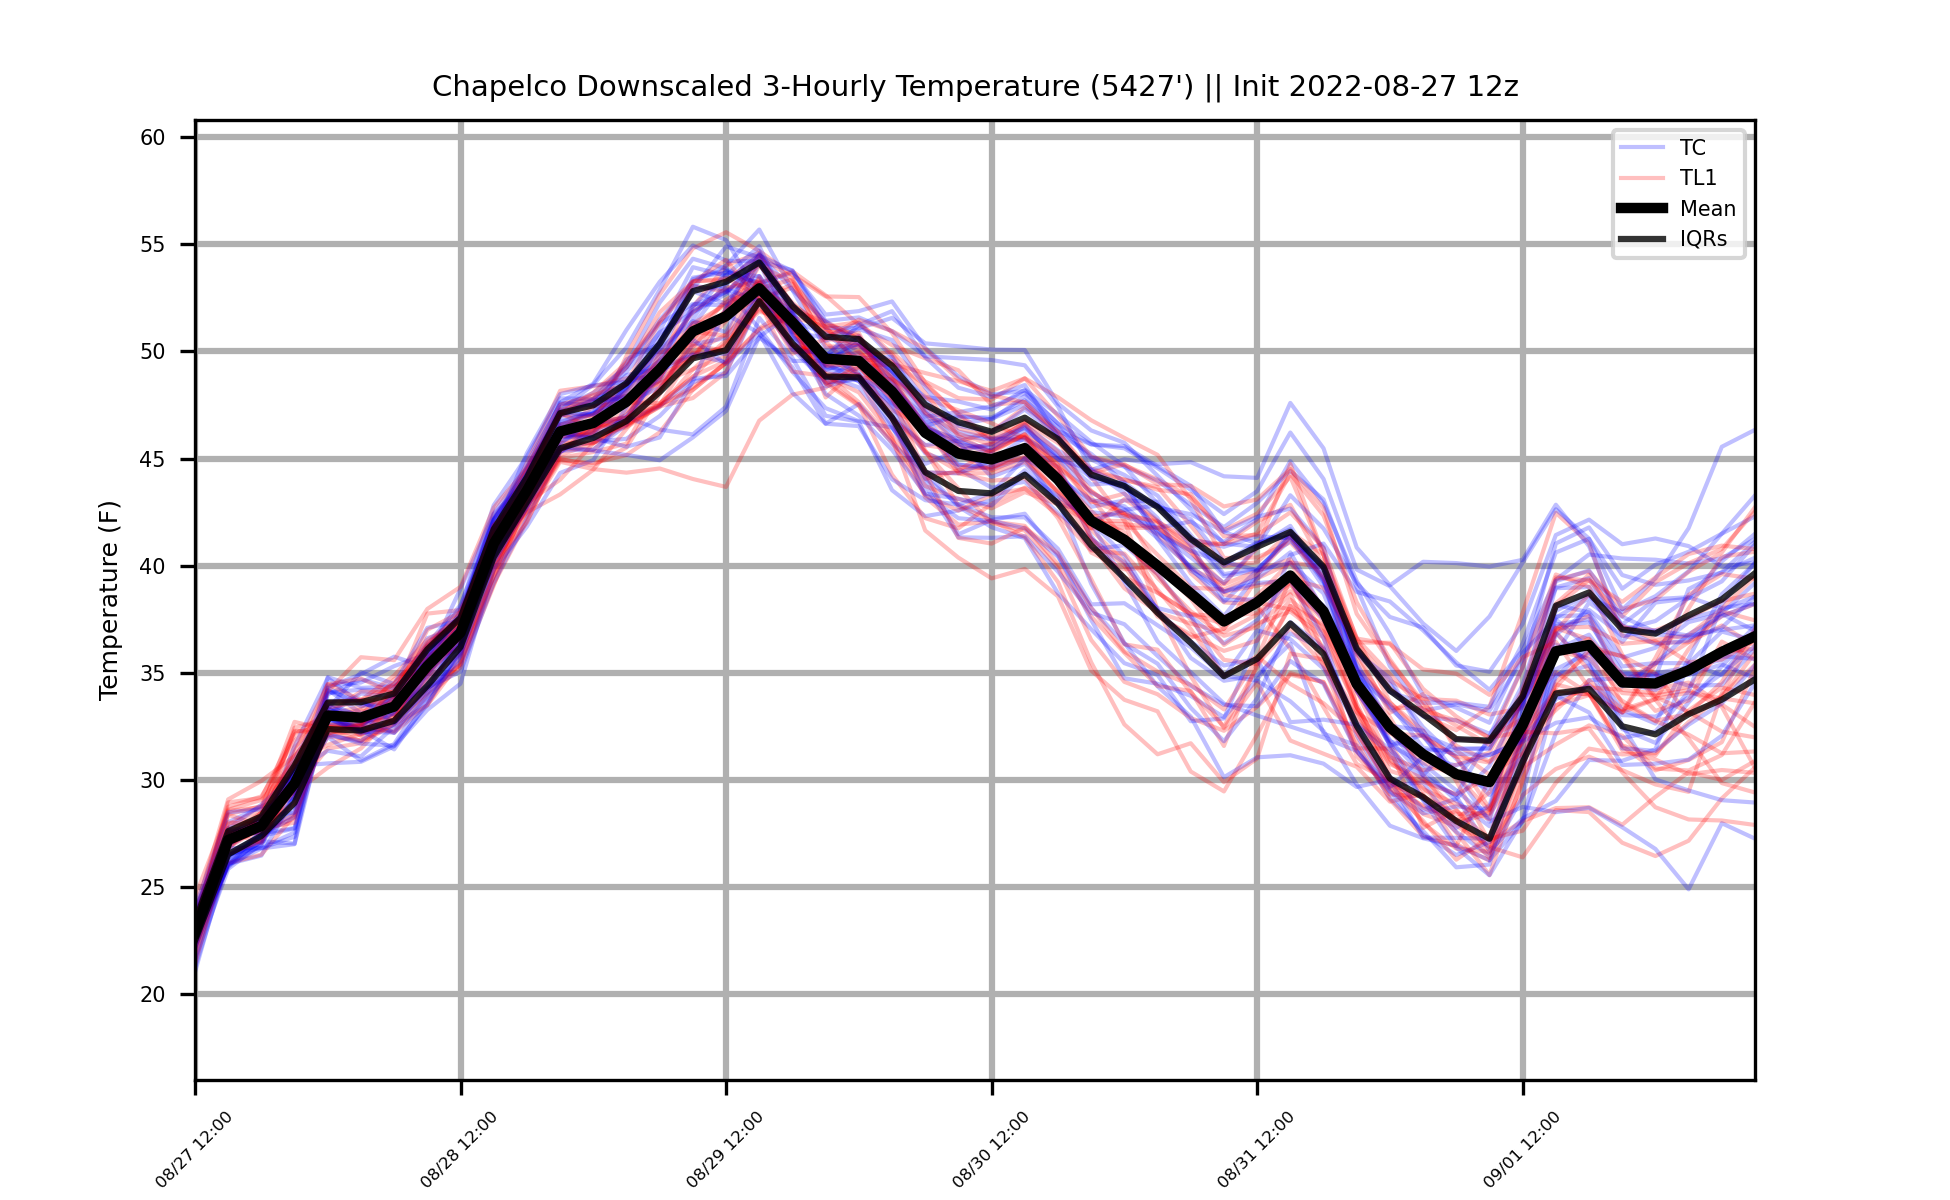 Chapelco Downscaled 3-Hourly Temperature (5427') || Init 2022-08-27 12z
TC
TL1
Mean
IQRs
Temperature (F)
60
55
50
45
40
35
30
25
20
08/27 12:00
08/28 12:00
08/29 12:00
08/30 12:00
08/31 12:00
09/01 12:00